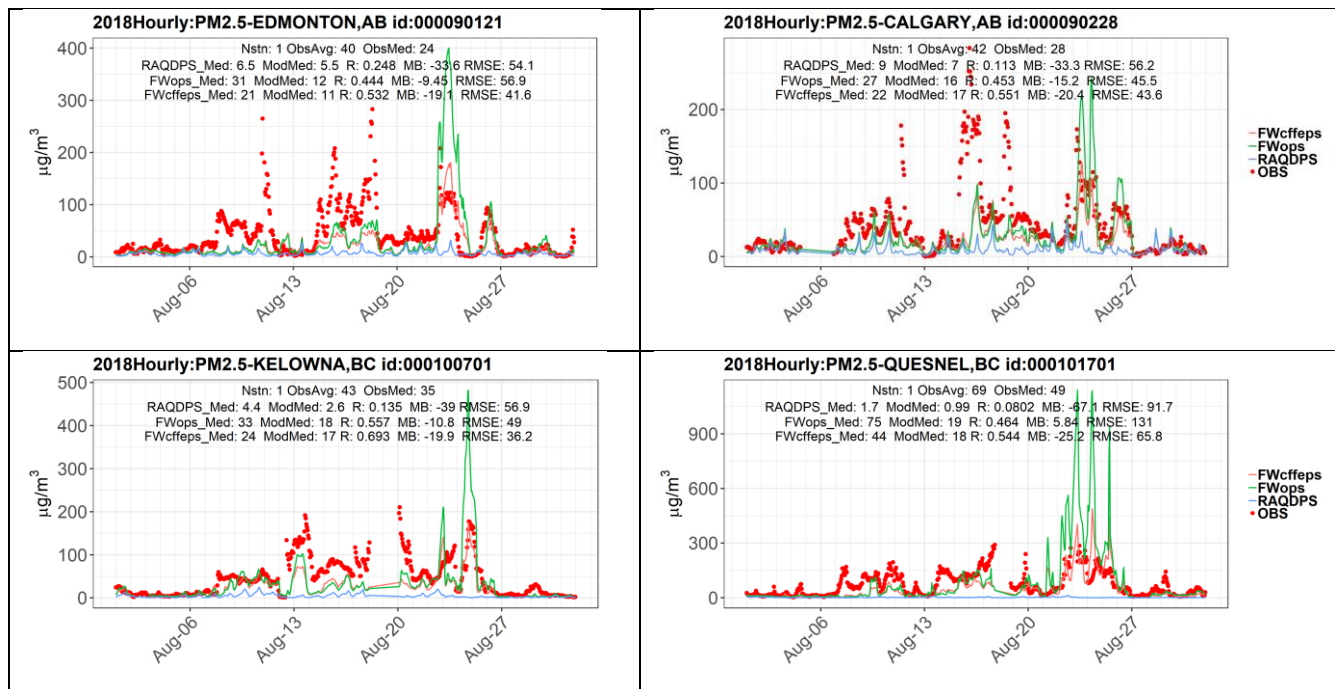 2018Hourly:PM2.5-EDMONTON,AB id:000090121
Nstn: 1 ObsAvg: 40 ObsMed: 24
RAQDPS_Med: 6.5 ModMed: 5.5 R: 0.248 MB: -33.6 RMSE: 54.1
FWops_Med: 31 ModMed: 12 R: 0.444 MB: -9.45 RMSE: 56.9
FWcffeps_Med: 21 ModMed: 11 R: 0.532 MB: -19.1 RMSE: 41.6
400
300
200
100
0
µg/m³
Aug-06
Aug-13
Aug-20
Aug-27
2018Hourly:PM2.5-CALGARY,AB id:000090228
Nstn: 1 ObsAvg: 42 ObsMed: 28
RAQDPS_Med: 9 ModMed: 7 R: 0.113 MB: -33.3 RMSE: 56.2
FWops_Med: 27 ModMed: 16 R: 0.453 MB: -15.2 RMSE: 45.5
FWcffeps_Med: 22 ModMed: 17 R: 0.551 MB: -20.4 RMSE: 43.6
200
100
0
µg/m³
Aug-06
Aug-13
Aug-20
Aug-27
FWcffeps
FWops
RAQDPS
OBS
2018Hourly:PM2.5-KELOWNA,BC id:000100701
Nstn: 1 ObsAvg: 43 ObsMed: 35
RAQDPS_Med: 4.4 ModMed: 2.6 R: 0.135 MB: -39 RMSE: 56.9
FWops_Med: 33 ModMed: 18 R: 0.557 MB: -10.8 RMSE: 49
FWcffeps_Med: 24 ModMed: 17 R: 0.693 MB: -19.9 RMSE: 36.2
500
400
300
200
100
0
µg/m³
Aug-06
Aug-13
Aug-20
Aug-27
2018Hourly:PM2.5-QUESNEL,BC id:000101701
Nstn: 1 ObsAvg: 69 ObsMed: 49
RAQDPS_Med: 1.7 ModMed: 0.99 R: 0.0802 MB: -67.1 RMSE: 91.7
FWops_Med: 75 ModMed: 19 R: 0.464 MB: 5.84 RMSE: 131
FWcffeps_Med: 44 ModMed: 18 R: 0.544 MB: -25.2 RMSE: 65.8
900
600
300
0
µg/m³
Aug-06
Aug-13
Aug-20
Aug-27
FWcffeps
FWops
RAQDPS
OBS